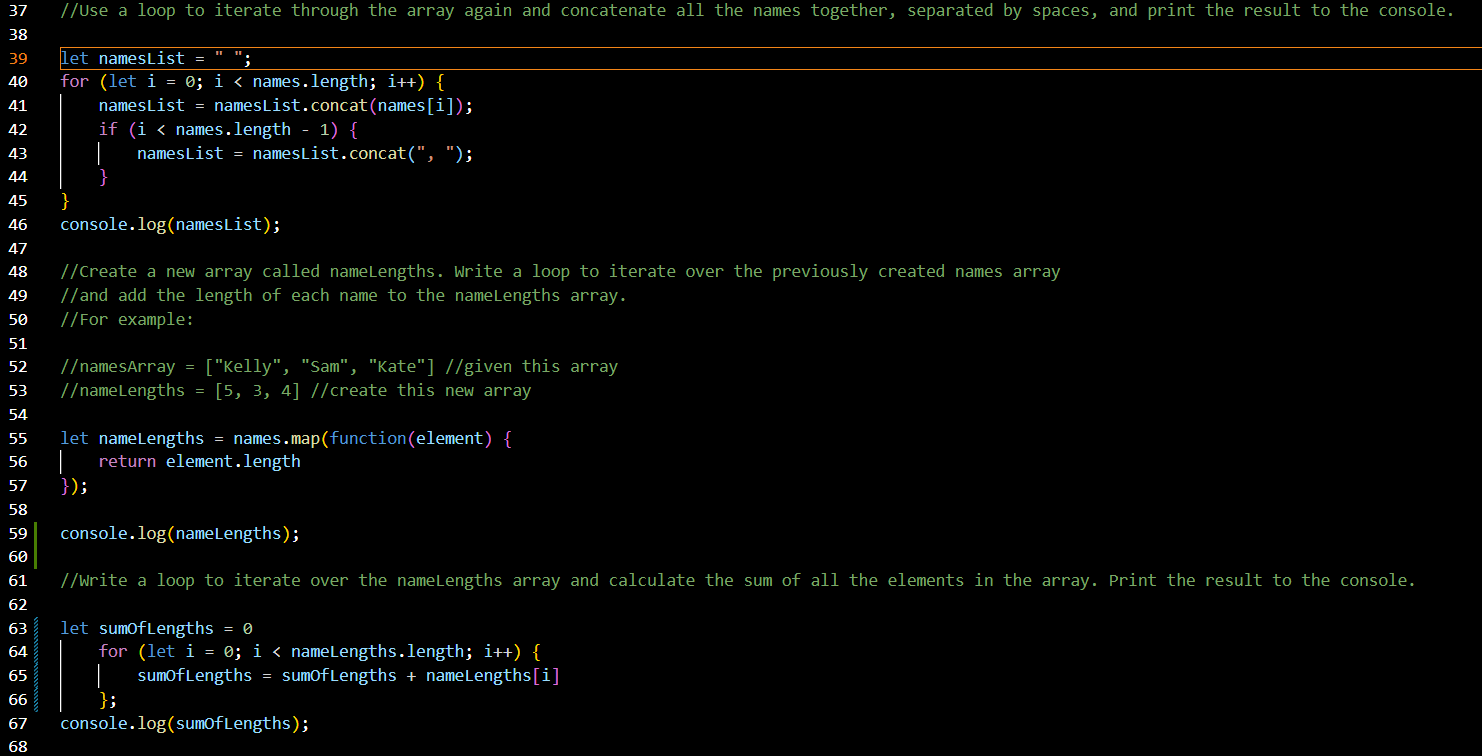 37 //Use a loop to iterate through the array again and concatenate all the names together, separated by spaces, and print the result to the console.
38
39 let namesList = " ";
40 for (let i = 0; i < names.length; i++) {
41     namesList = namesList.concat(names[i]);
42     if (i < names.length - 1) {
43         namesList = namesList.concat(", ");
44     }
45 }
46 console.log(namesList);
47
48 //Create a new array called nameLengths. Write a loop to iterate over the previously created names array
49 //and add the length of each name to the nameLengths array.
50 //For example:
51
52 //namesArray = ["Kelly", "Sam", "Kate"] //given this array
53 //nameLengths = [5, 3, 4] //create this new array
54
55 let nameLengths = names.map(function(element) {
56     return element.length
57 });
58
59 console.log(nameLengths);
60
61 //Write a loop to iterate over the nameLengths array and calculate the sum of all the elements in the array. Print the result to the console.
62
63 let sumOfLengths = 0
64     for (let i = 0; i < nameLengths.length; i++) {
65         sumOfLengths = sumOfLengths + nameLengths[i]
66     };
67 console.log(sumOfLengths);
68